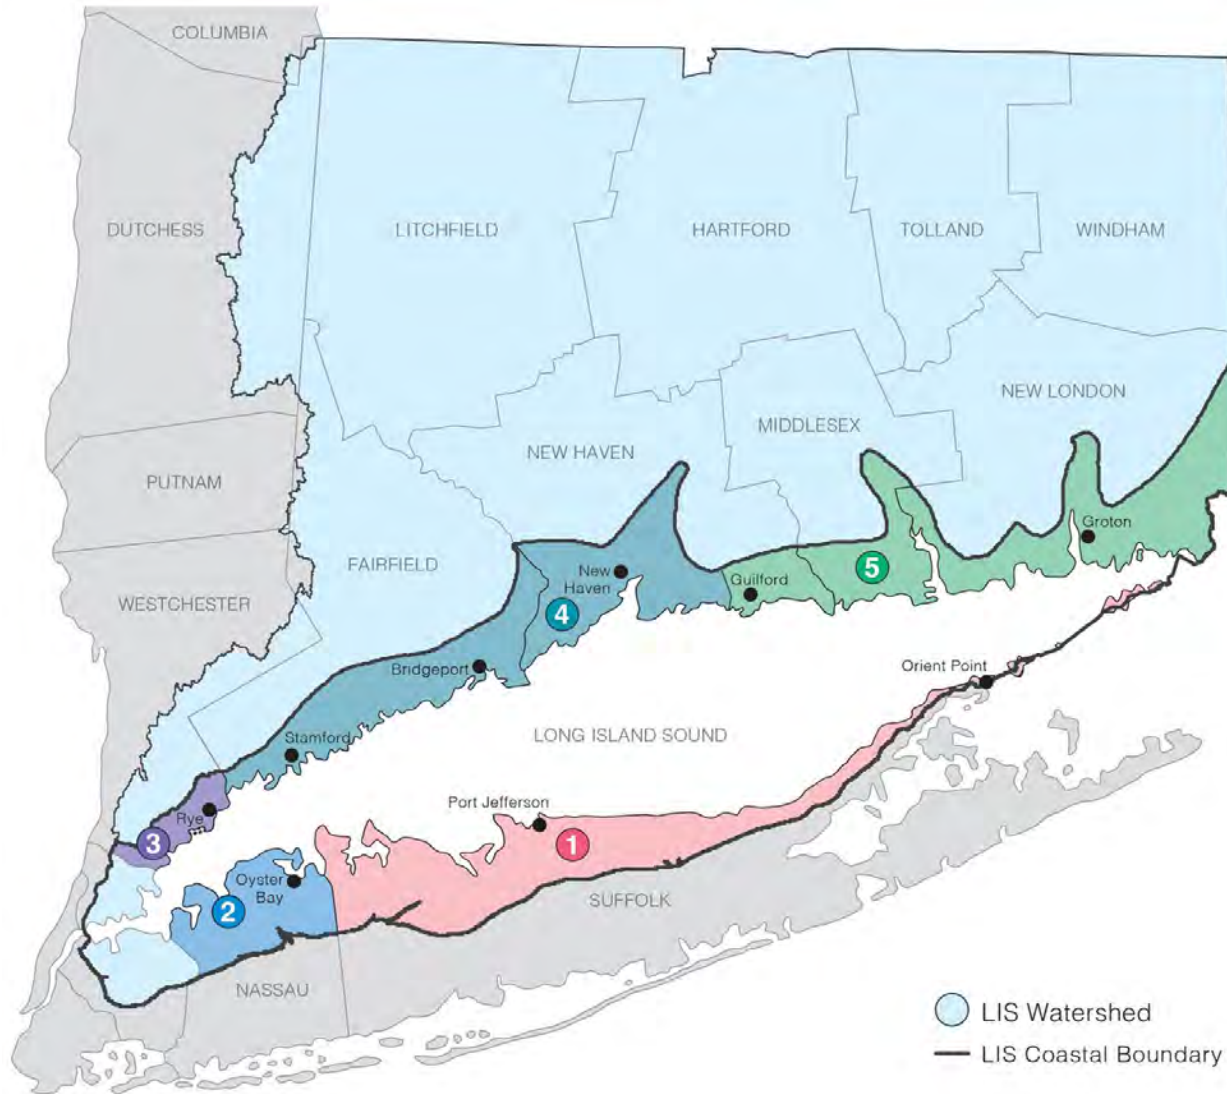 COLUMBIA
DUTCHESS
LITCHFIELD
HARTFORD
TOLLAND
WINDHAM
NEW LONDON
MIDDLESEX
NEW HAVEN
PUTNAM
Groton
FAIRFIELD
5
New
Haven
Guilford
WESTCHESTER
4
Bridgeport
Orient Point
LONG ISLAND SOUND
Stamford
Port Jefferson
Rye
3
1
Oyster
Bay
2
SUFFOLK
NASSAU
LIS Watershed
LIS Coastal Boundary